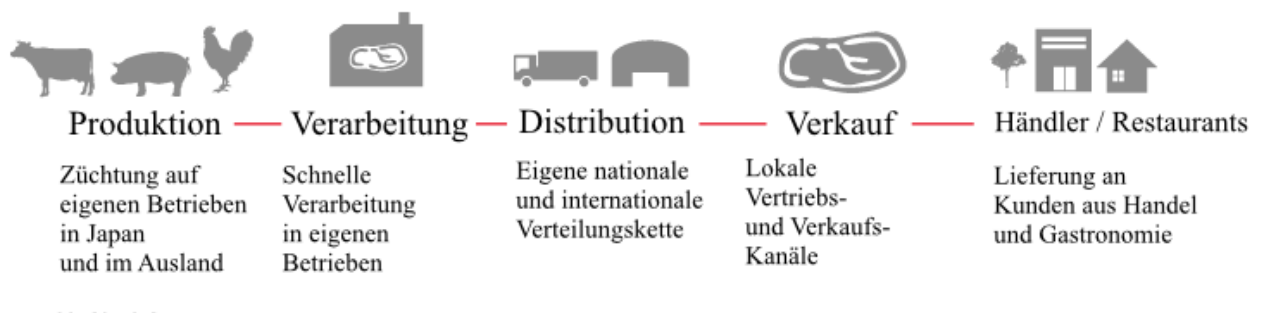 Produktion
Verarbeitung
Distribution
Verkauf
Händler / Restaurants
Züchtung auf
eigenen Betrieben
in Japan
und im Ausland
Schnelle
Verarbeitung
in eigenen
Betrieben
Eigene nationale
und internationale
Verteilungskette
Lokale
Vertriebs-
und Verkaufs-
Kanäle
Lieferung an
Kunden aus Handel
und Gastronomie